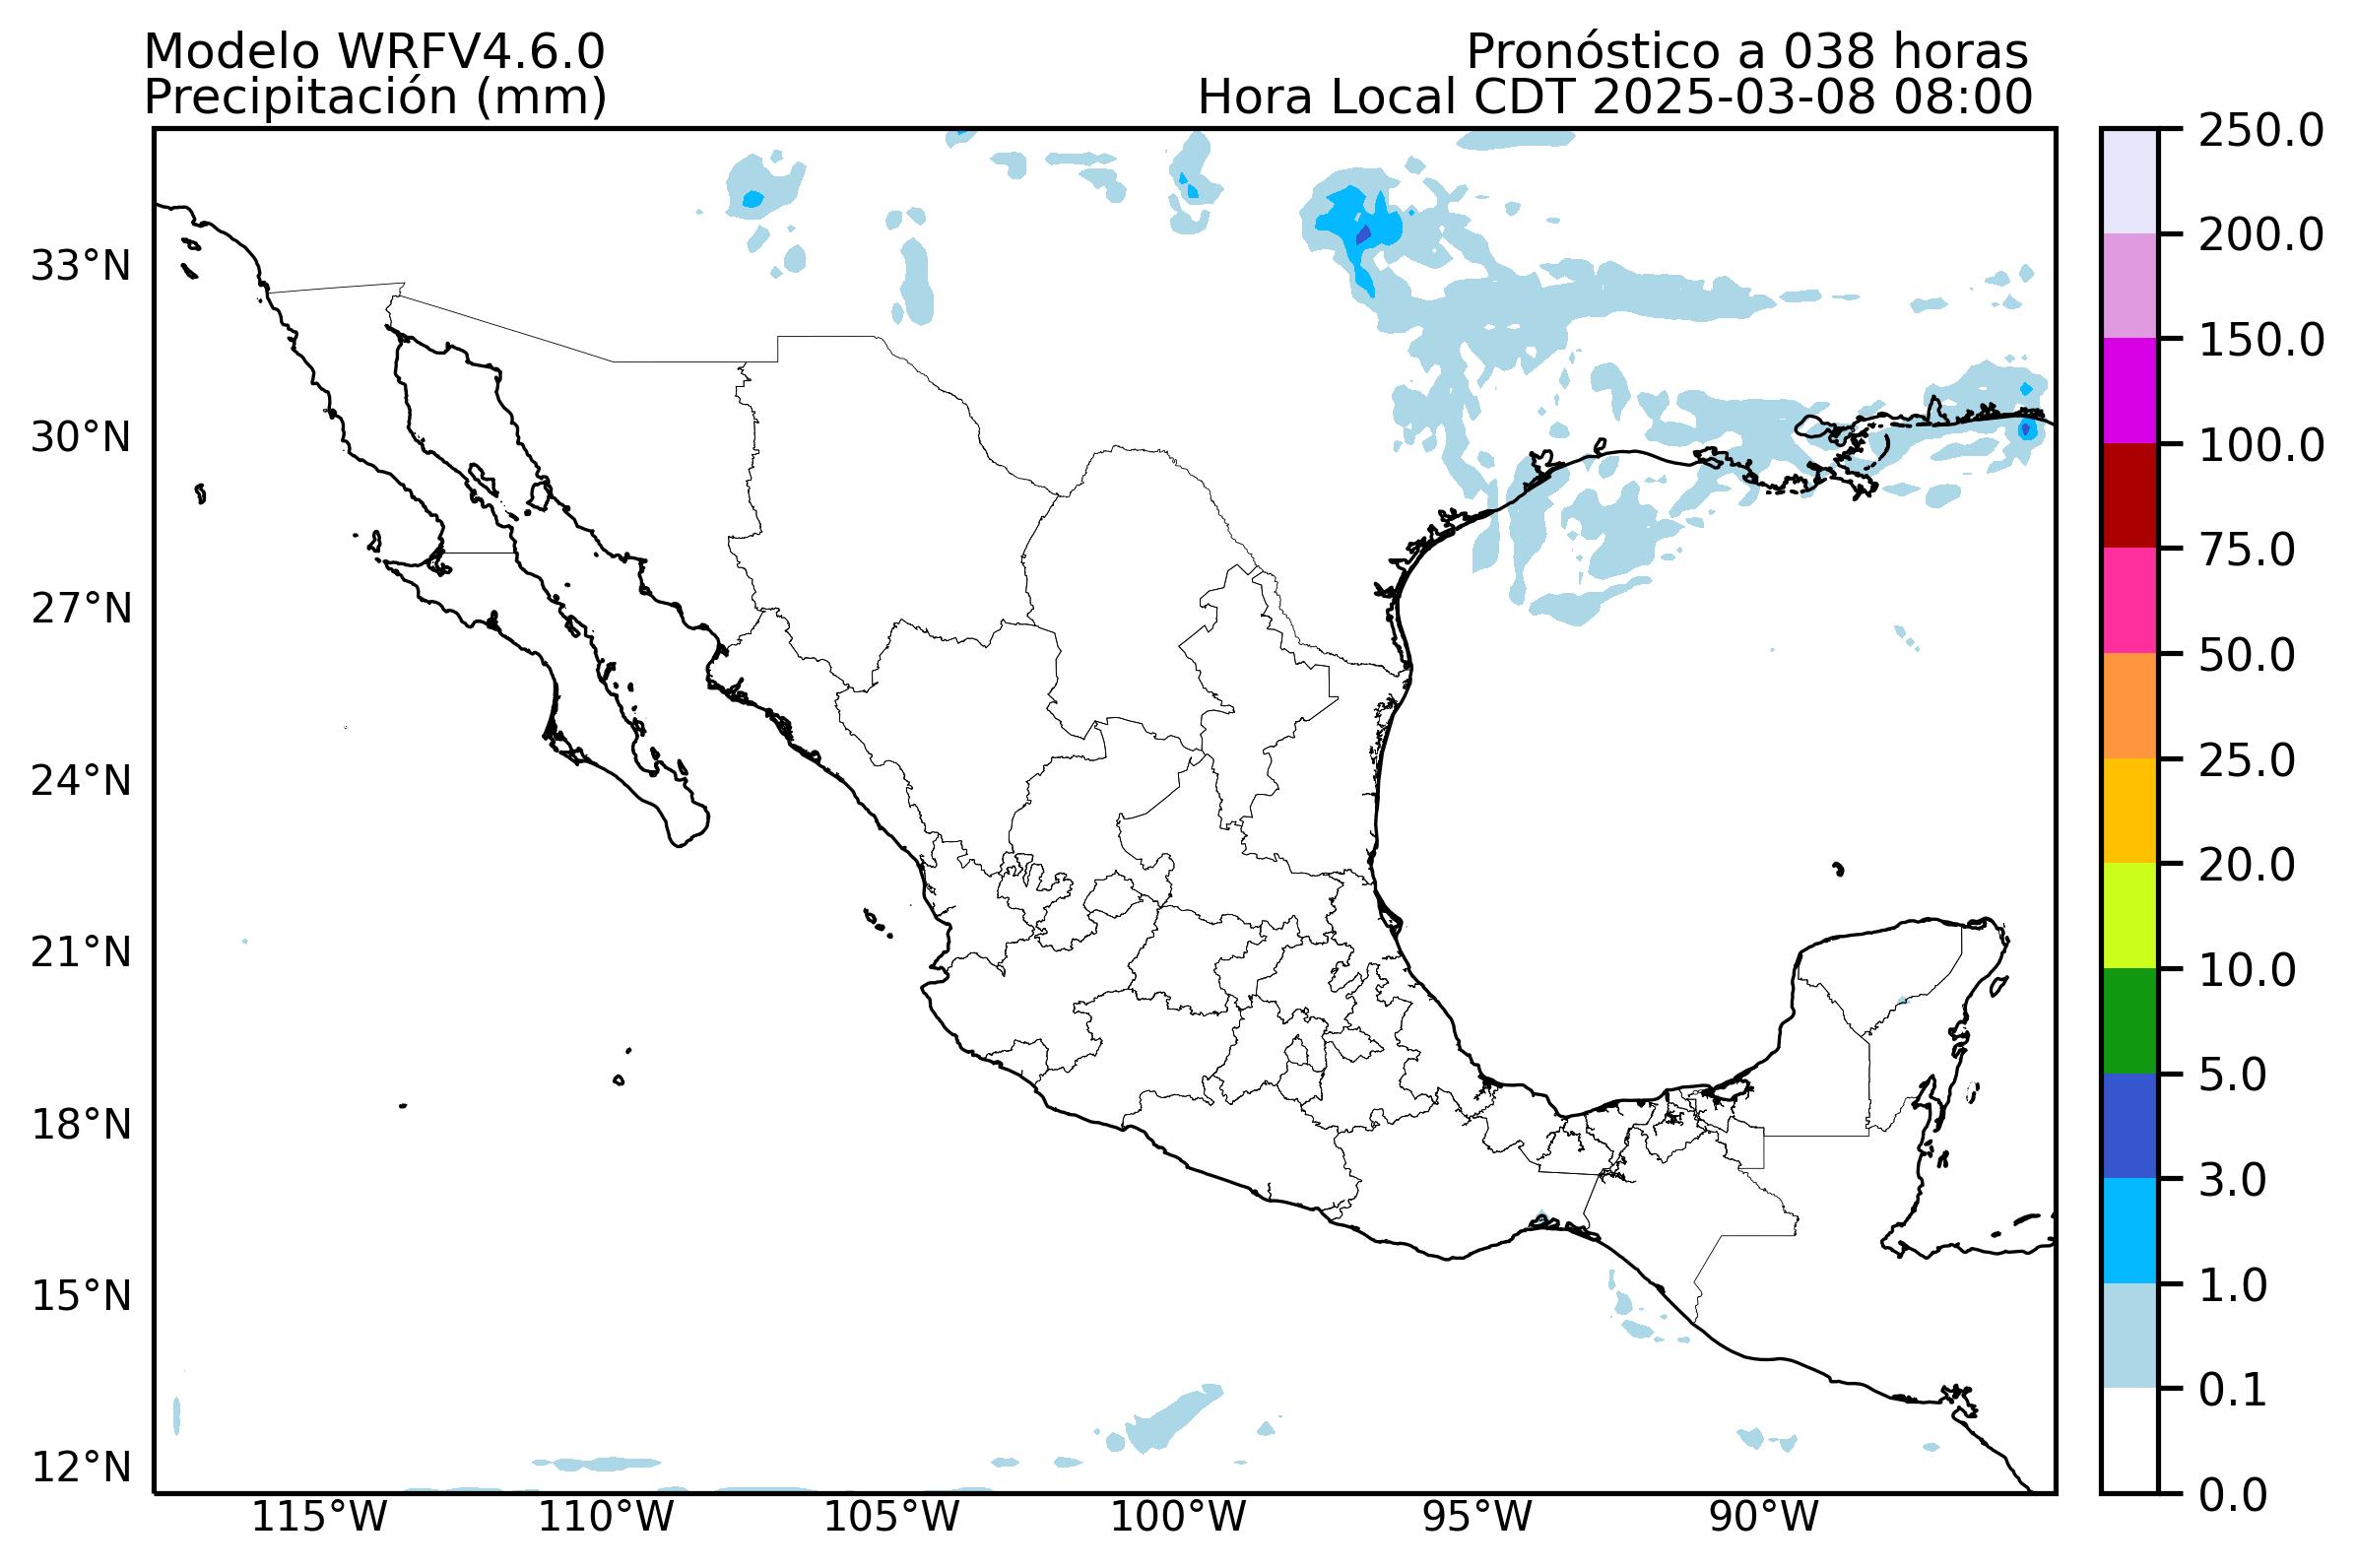 Modelo WRFV4.6.0
Precipitación (mm)
Pronóstico a 038 horas
Hora Local CDT 2025-03-08 08:00
33°N
30°N
27°N
24°N
21°N
18°N
15°N
12°N
115°W
110°W
105°W
100°W
95°W
90°W
250.0
200.0
150.0
100.0
75.0
50.0
25.0
20.0
10.0
5.0
3.0
1.0
0.1
0.0